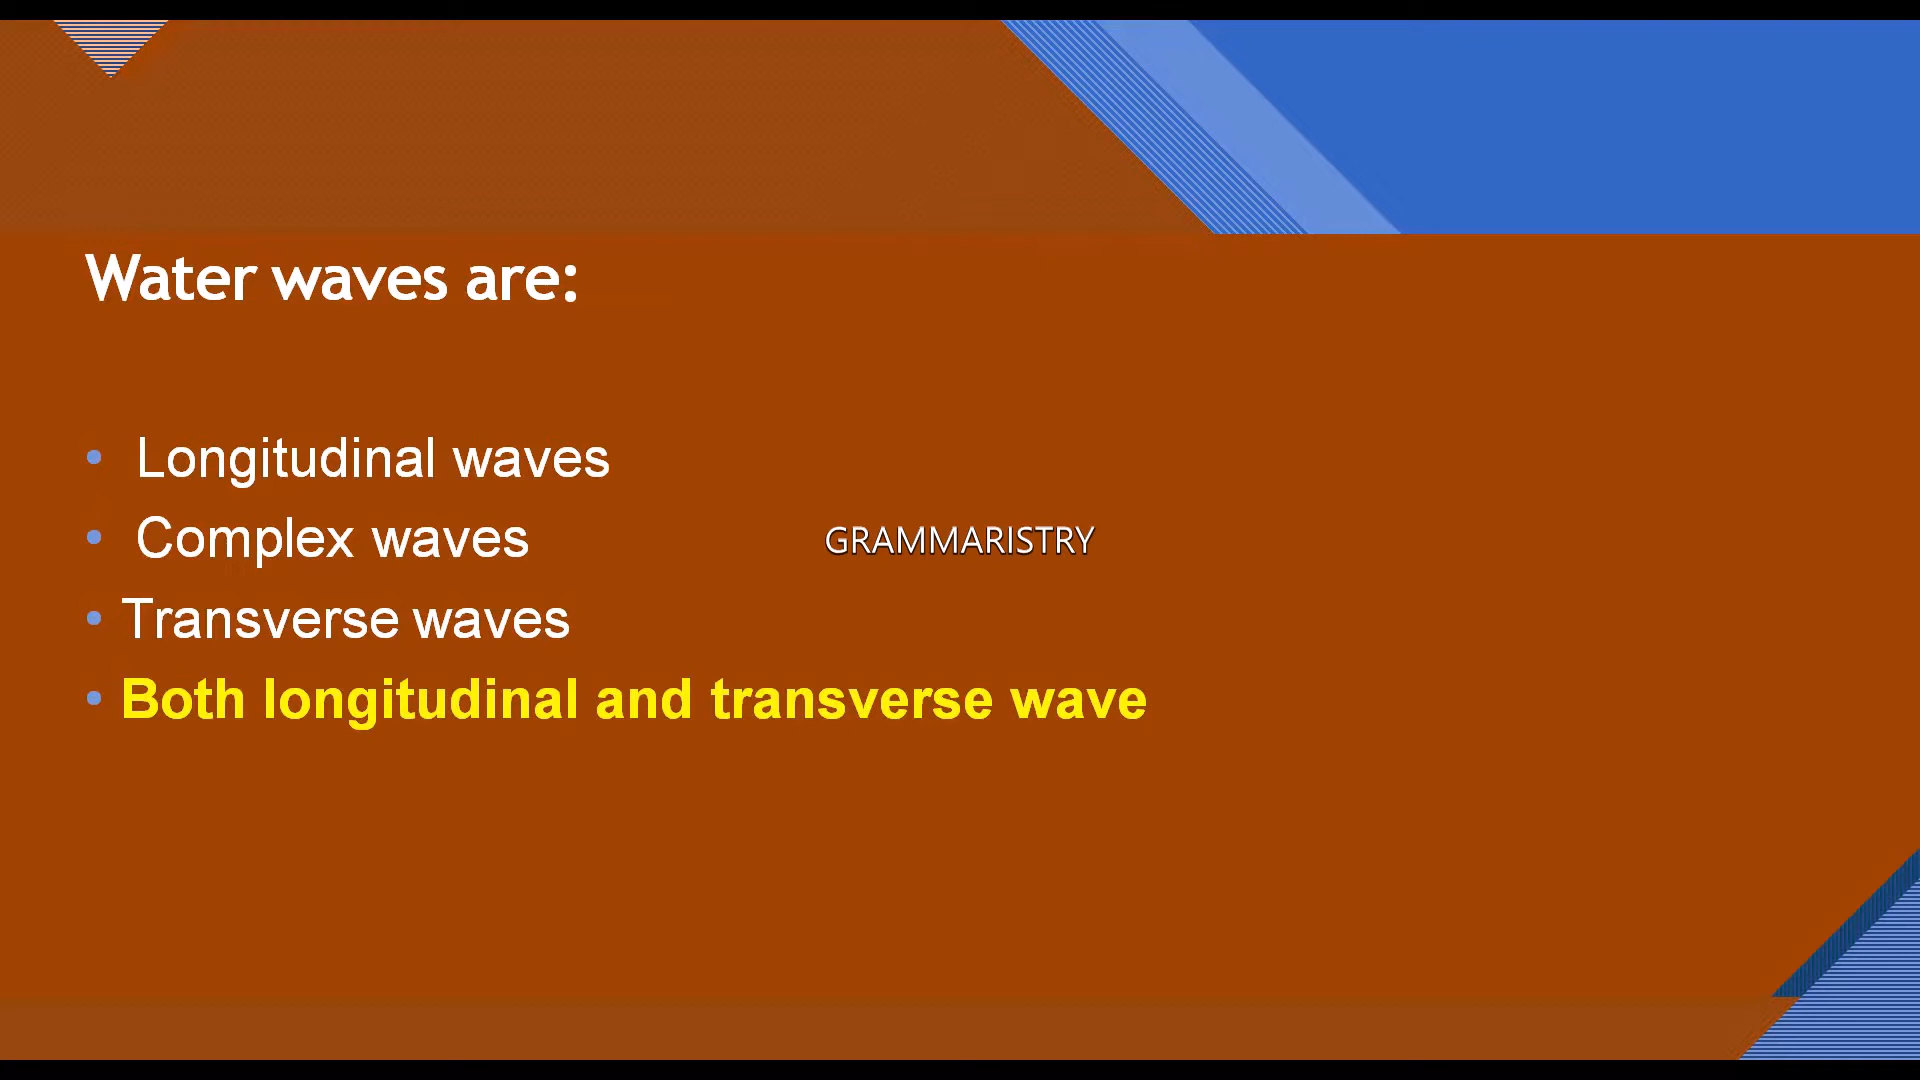 Water waves are:
• Longitudinal waves
• Complex waves
GRAMMARISTRY
• Transverse waves
• Both longitudinal and transverse wave